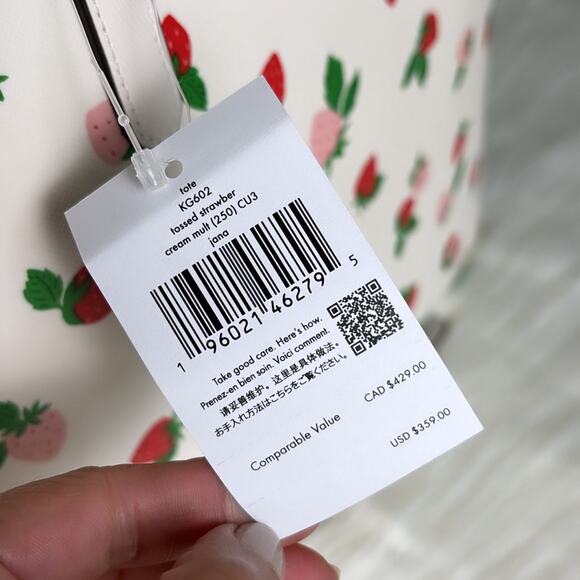 tote
KG602
tossed strawber
cream mult (250) CU3
jana
1 96021 46279 5
Take good care. Here's how.
Prenez-en bien soin. Voici comment.
请妥善维护。这里是具体做法。
お手入れ方法はこちらをご覧ください。
Comparable Value
CAD $429.00
USD $359.00